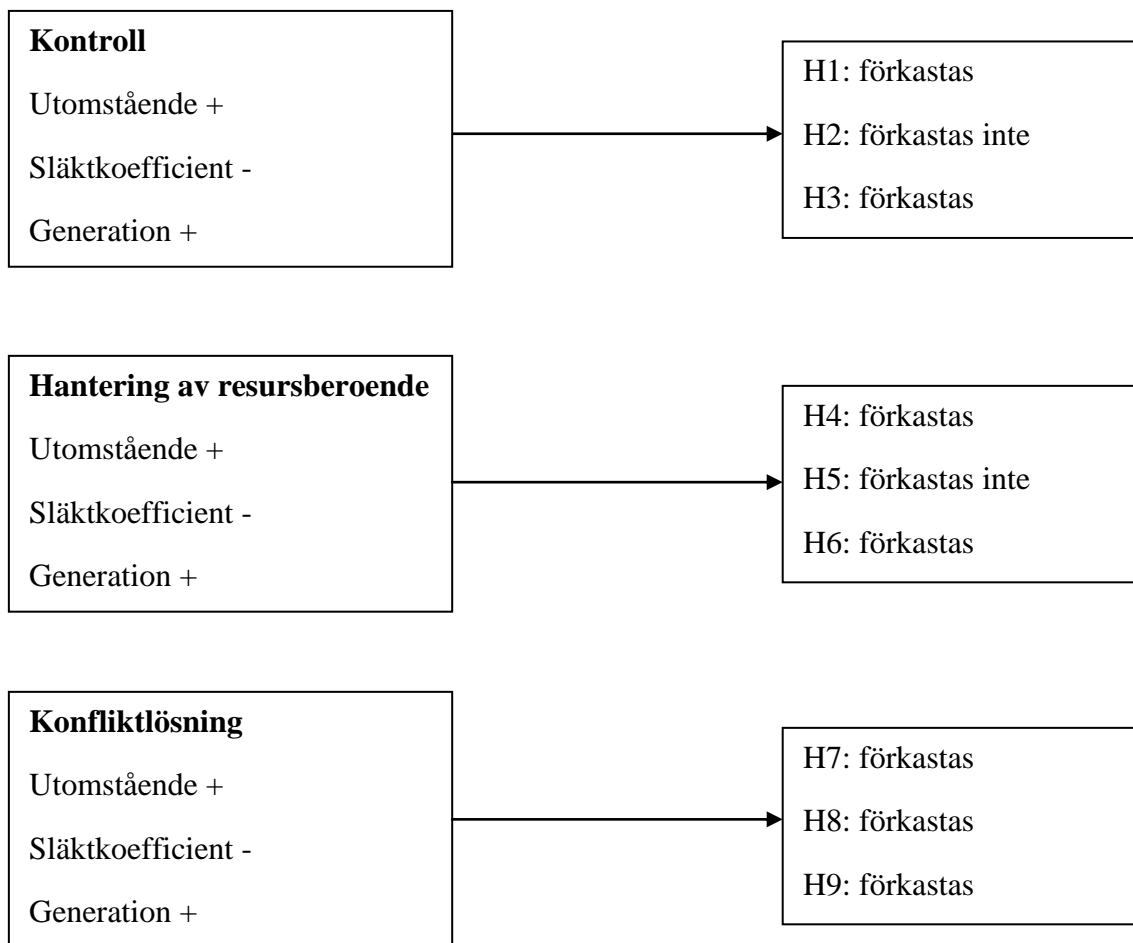 Kontroll
Utomstående +
Släktkoefficient -
Generation +
H1: förkastas
H2: förkastas inte
H3: förkastas
Hantering av resursberoende
Utomstående +
Släktkoefficient -
Generation +
H4: förkastas
H5: förkastas inte
H6: förkastas
Konfliktlösning
Utomstående +
Släktkoefficient -
Generation +
H7: förkastas
H8: förkastas
H9: förkastas